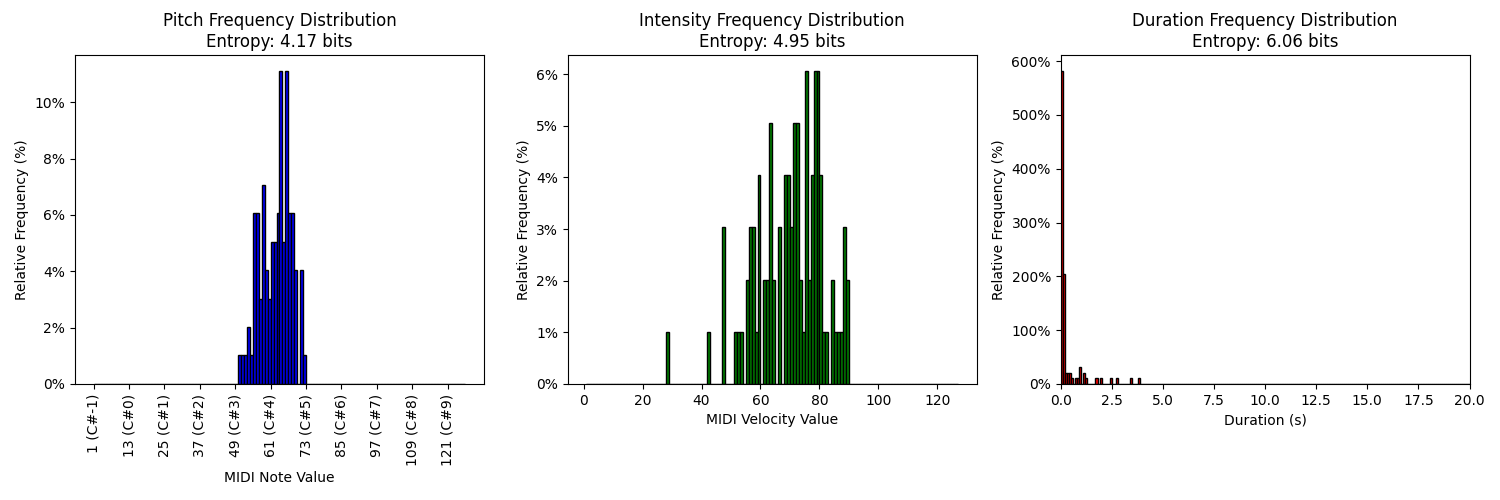 Pitch Frequency Distribution
Entropy: 4.17 bits
Relative Frequency (%)
10%
8%
6%
4%
2%
0%
1 (C#-1)
13 (C#0)
25 (C#1)
37 (C#2)
49 (C#3)
61 (C#4)
73 (C#5)
85 (C#6)
97 (C#7)
109 (C#8)
121 (C#9)
MIDI Note Value
Intensity Frequency Distribution
Entropy: 4.95 bits
Relative Frequency (%)
6%
5%
4%
3%
2%
1%
0%
0 20 40 60 80 100 120
MIDI Velocity Value
Duration Frequency Distribution
Entropy: 6.06 bits
Relative Frequency (%)
600%
500%
400%
300%
200%
100%
0%
0.0 2.5 5.0 7.5 10.0 12.5 15.0 17.5 20.0
Duration (s)